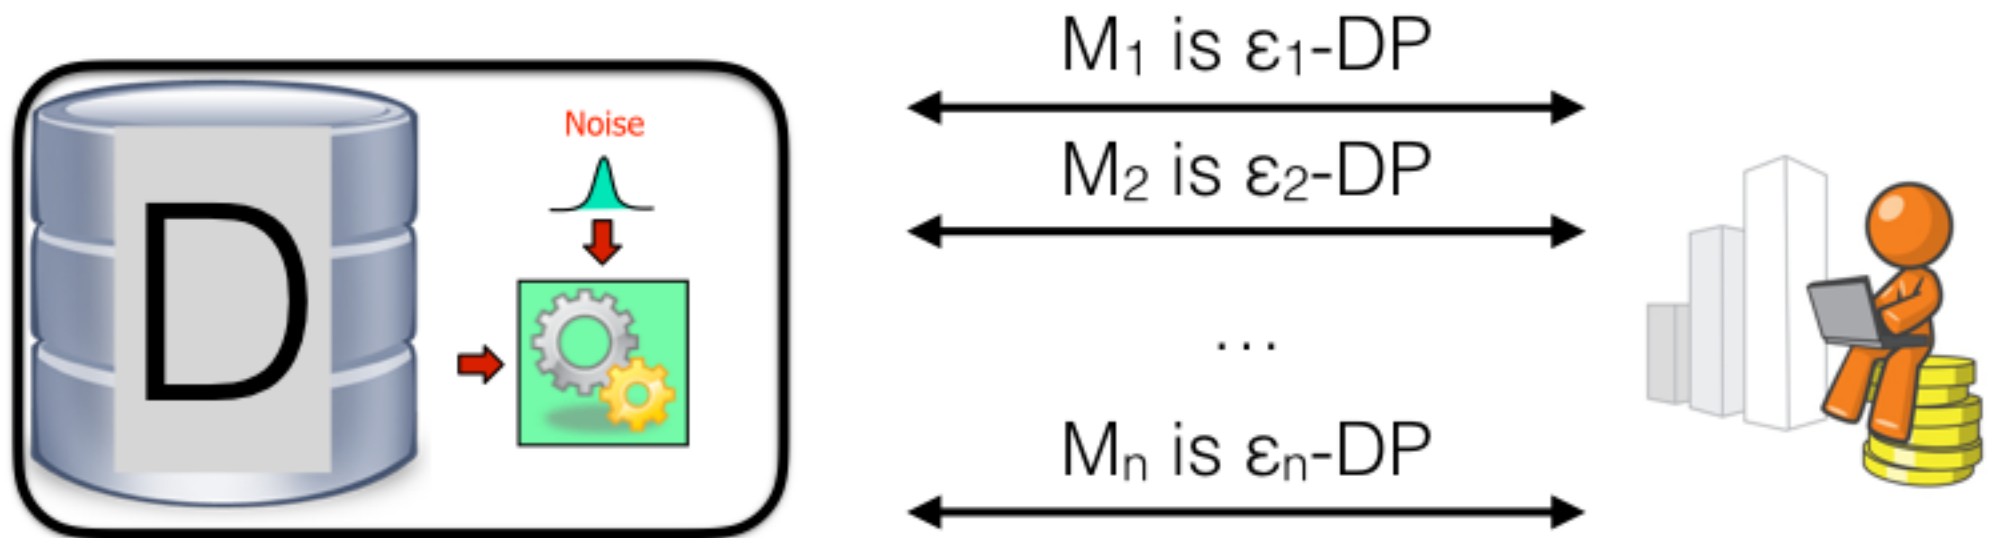 D
Noise
M₁ is ε₁-DP
M₂ is ε₂-DP
...
Mₙ is εₙ-DP